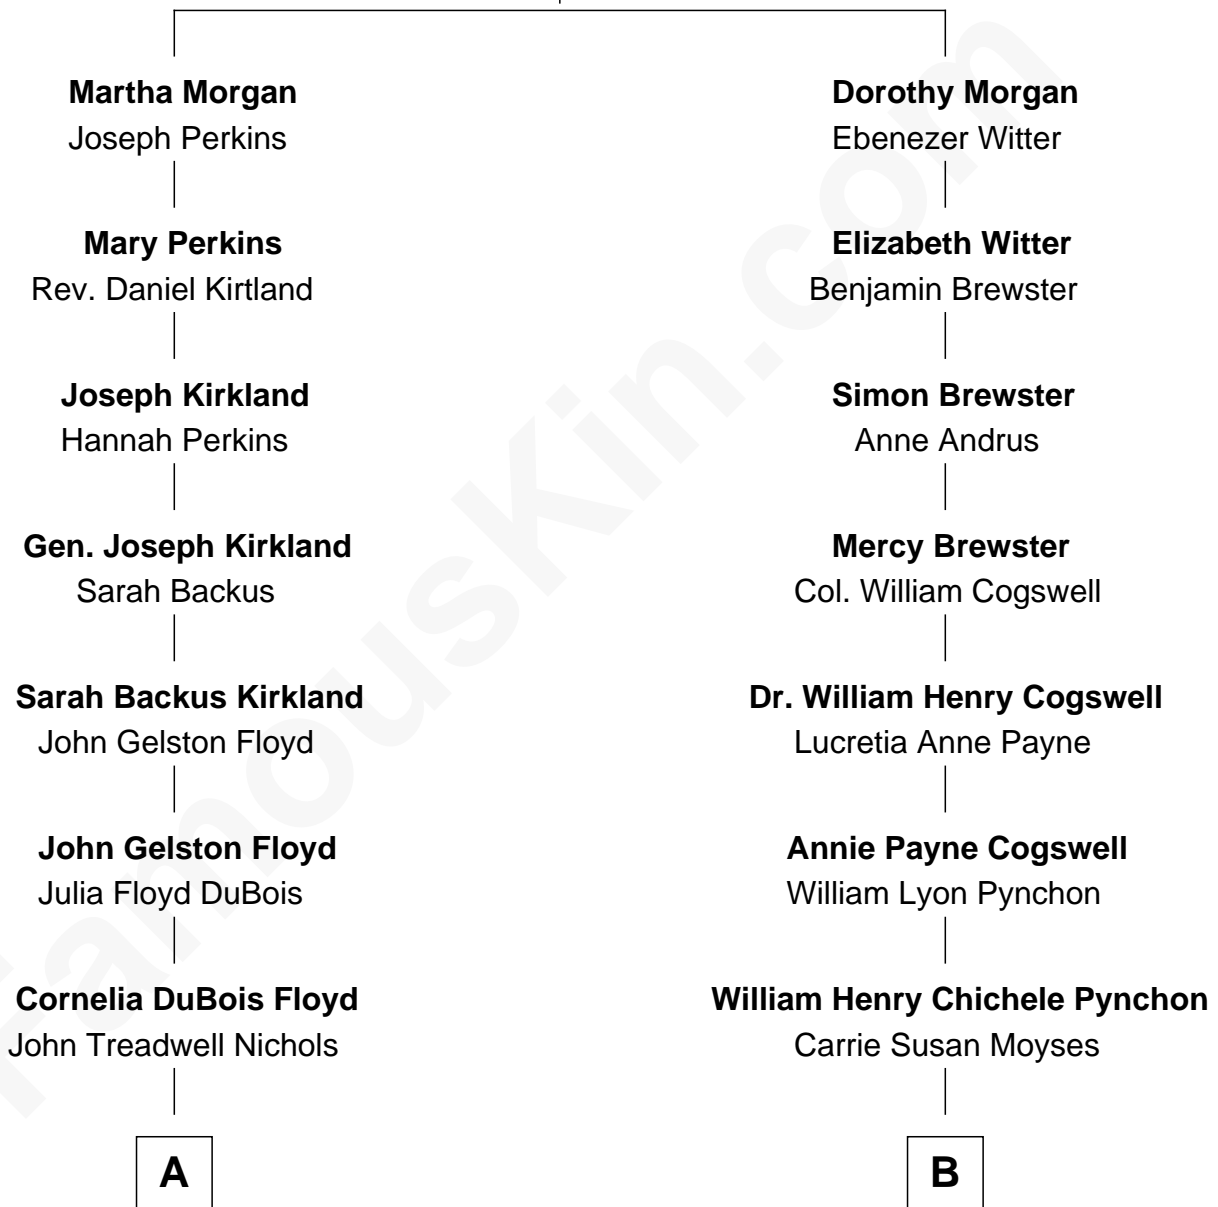 Martha Morgan
Joseph Perkins
Mary Perkins
Rev. Daniel Kirtland
Joseph Kirkland
Hannah Perkins
Gen. Joseph Kirkland
Sarah Backus
Sarah Backus Kirkland
John Gelston Floyd
John Gelston Floyd
Julia Floyd DuBois
Cornelia DuBois Floyd
John Treadwell Nichols
A
Dorothy Morgan
Ebenezer Witter
Elizabeth Witter
Benjamin Brewster
Simon Brewster
Anne Andrus
Mercy Brewster
Col. William Cogswell
Dr. William Henry Cogswell
Lucretia Anne Payne
Annie Payne Cogswell
William Lyon Pynchon
William Henry Chichele Pynchon
Carrie Susan Moyses
B
FamousKin.com